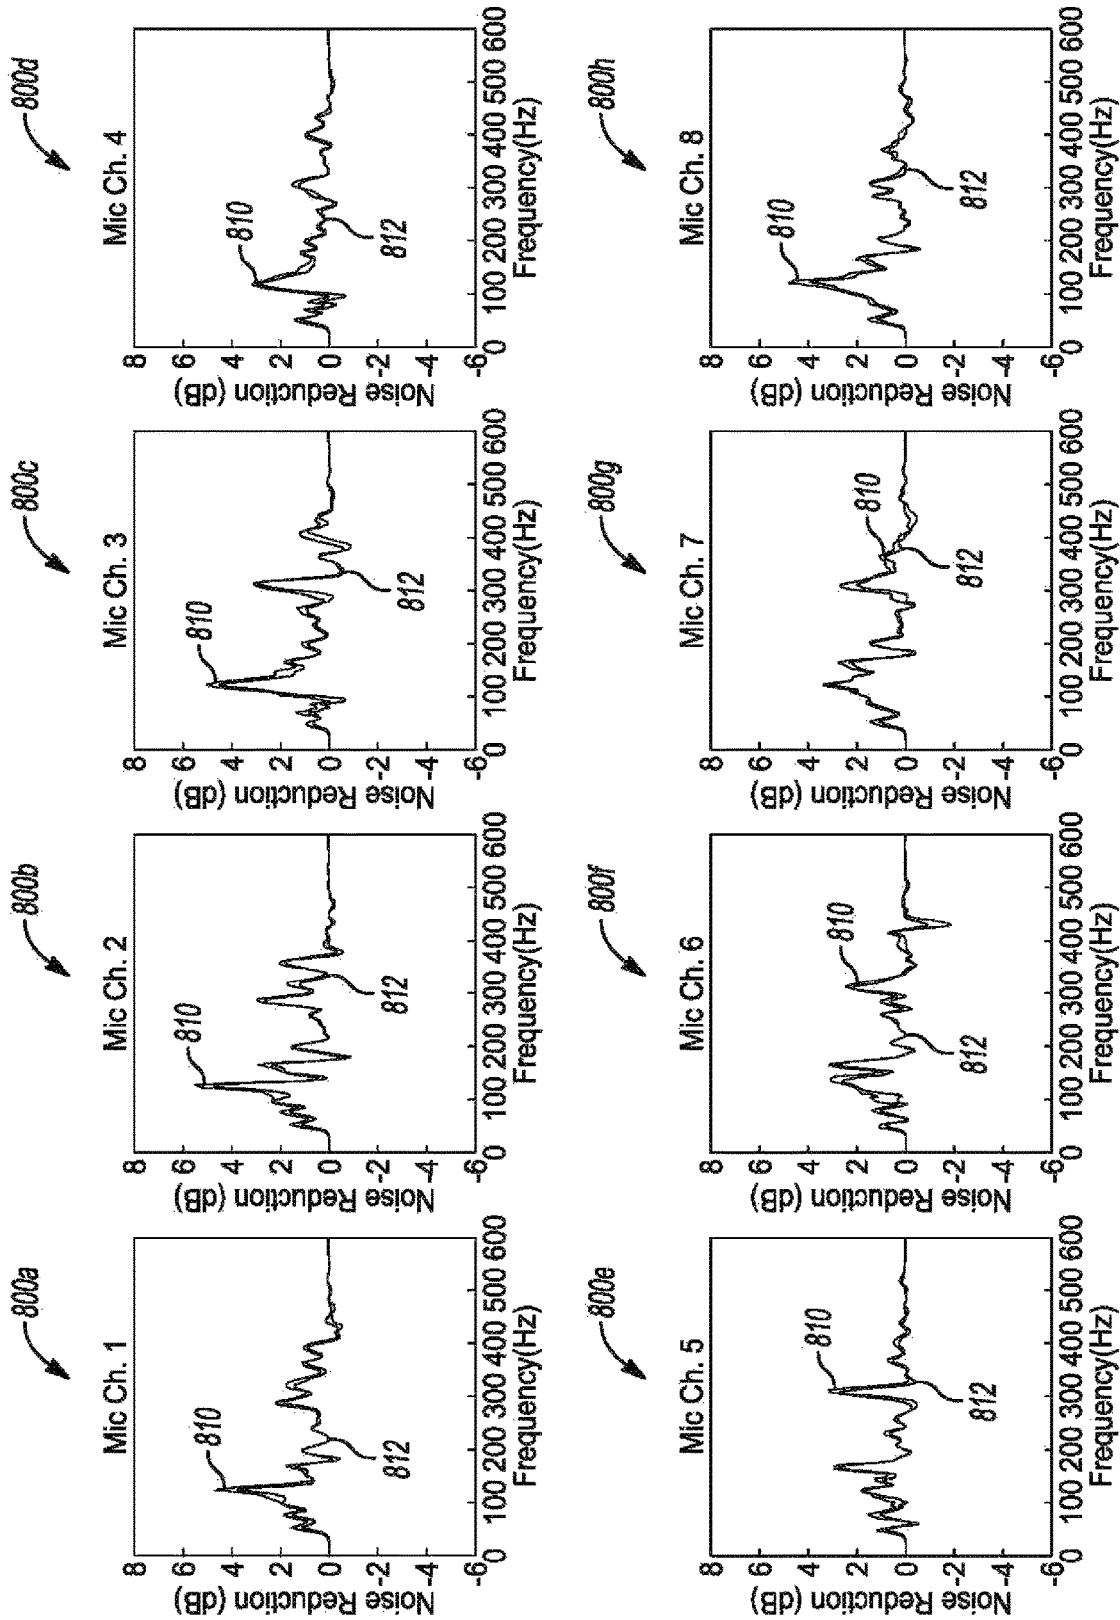 800a
Mic Ch. 1
810
812
8
6
4
2
0
-2
-4
-6
Noise Reduction (dB)
0 100 200 300 400 500 600
Frequency(Hz)
800b
Mic Ch. 2
810
812
8
6
4
2
0
-2
-4
-6
Noise Reduction (dB)
0 100 200 300 400 500 600
Frequency(Hz)
800c
Mic Ch. 3
810
812
8
6
4
2
0
-2
-4
-6
Noise Reduction (dB)
0 100 200 300 400 500 600
Frequency(Hz)
800d
Mic Ch. 4
810
812
8
6
4
2
0
-2
-4
-6
Noise Reduction (dB)
0 100 200 300 400 500 600
Frequency(Hz)
800e
Mic Ch. 5
810
812
8
6
4
2
0
-2
-4
-6
Noise Reduction (dB)
0 100 200 300 400 500 600
Frequency(Hz)
800f
Mic Ch. 6
810
812
8
6
4
2
0
-2
-4
-6
Noise Reduction (dB)
0 100 200 300 400 500 600
Frequency(Hz)
800g
Mic Ch. 7
810
812
8
6
4
2
0
-2
-4
-6
Noise Reduction (dB)
0 100 200 300 400 500 600
Frequency(Hz)
800h
Mic Ch. 8
810
812
8
6
4
2
0
-2
-4
-6
Noise Reduction (dB)
0 100 200 300 400 500 600
Frequency(Hz)